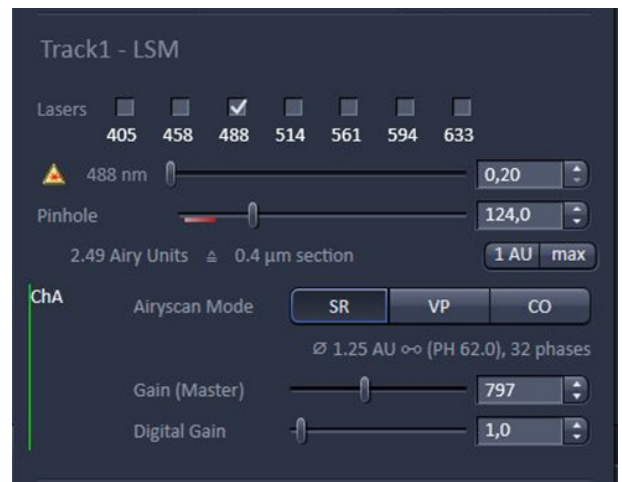 Track1 - LSM
Lasers
405 458 488 514 561 594 633
488 nm 0,20
Pinhole 124,0
2.49 Airy Units ≙ 0.4 µm section 1 AU max
ChA Airyscan Mode SR VP CO
Ø 1.25 AU (PH 62.0), 32 phases
Gain (Master) 797
Digital Gain 1,0